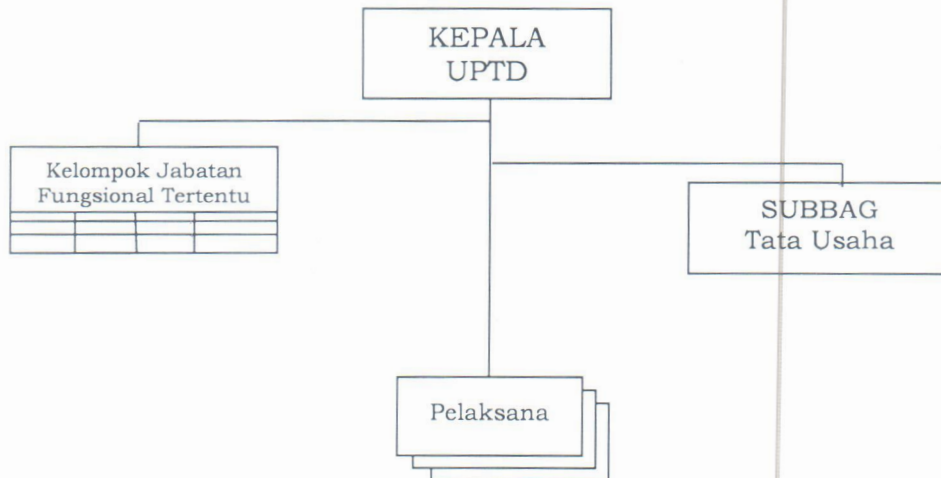 KEPALA
UPTD
Kelompok Jabatan
Fungsional Tertentu
SUBBAG
Tata Usaha
Pelaksana